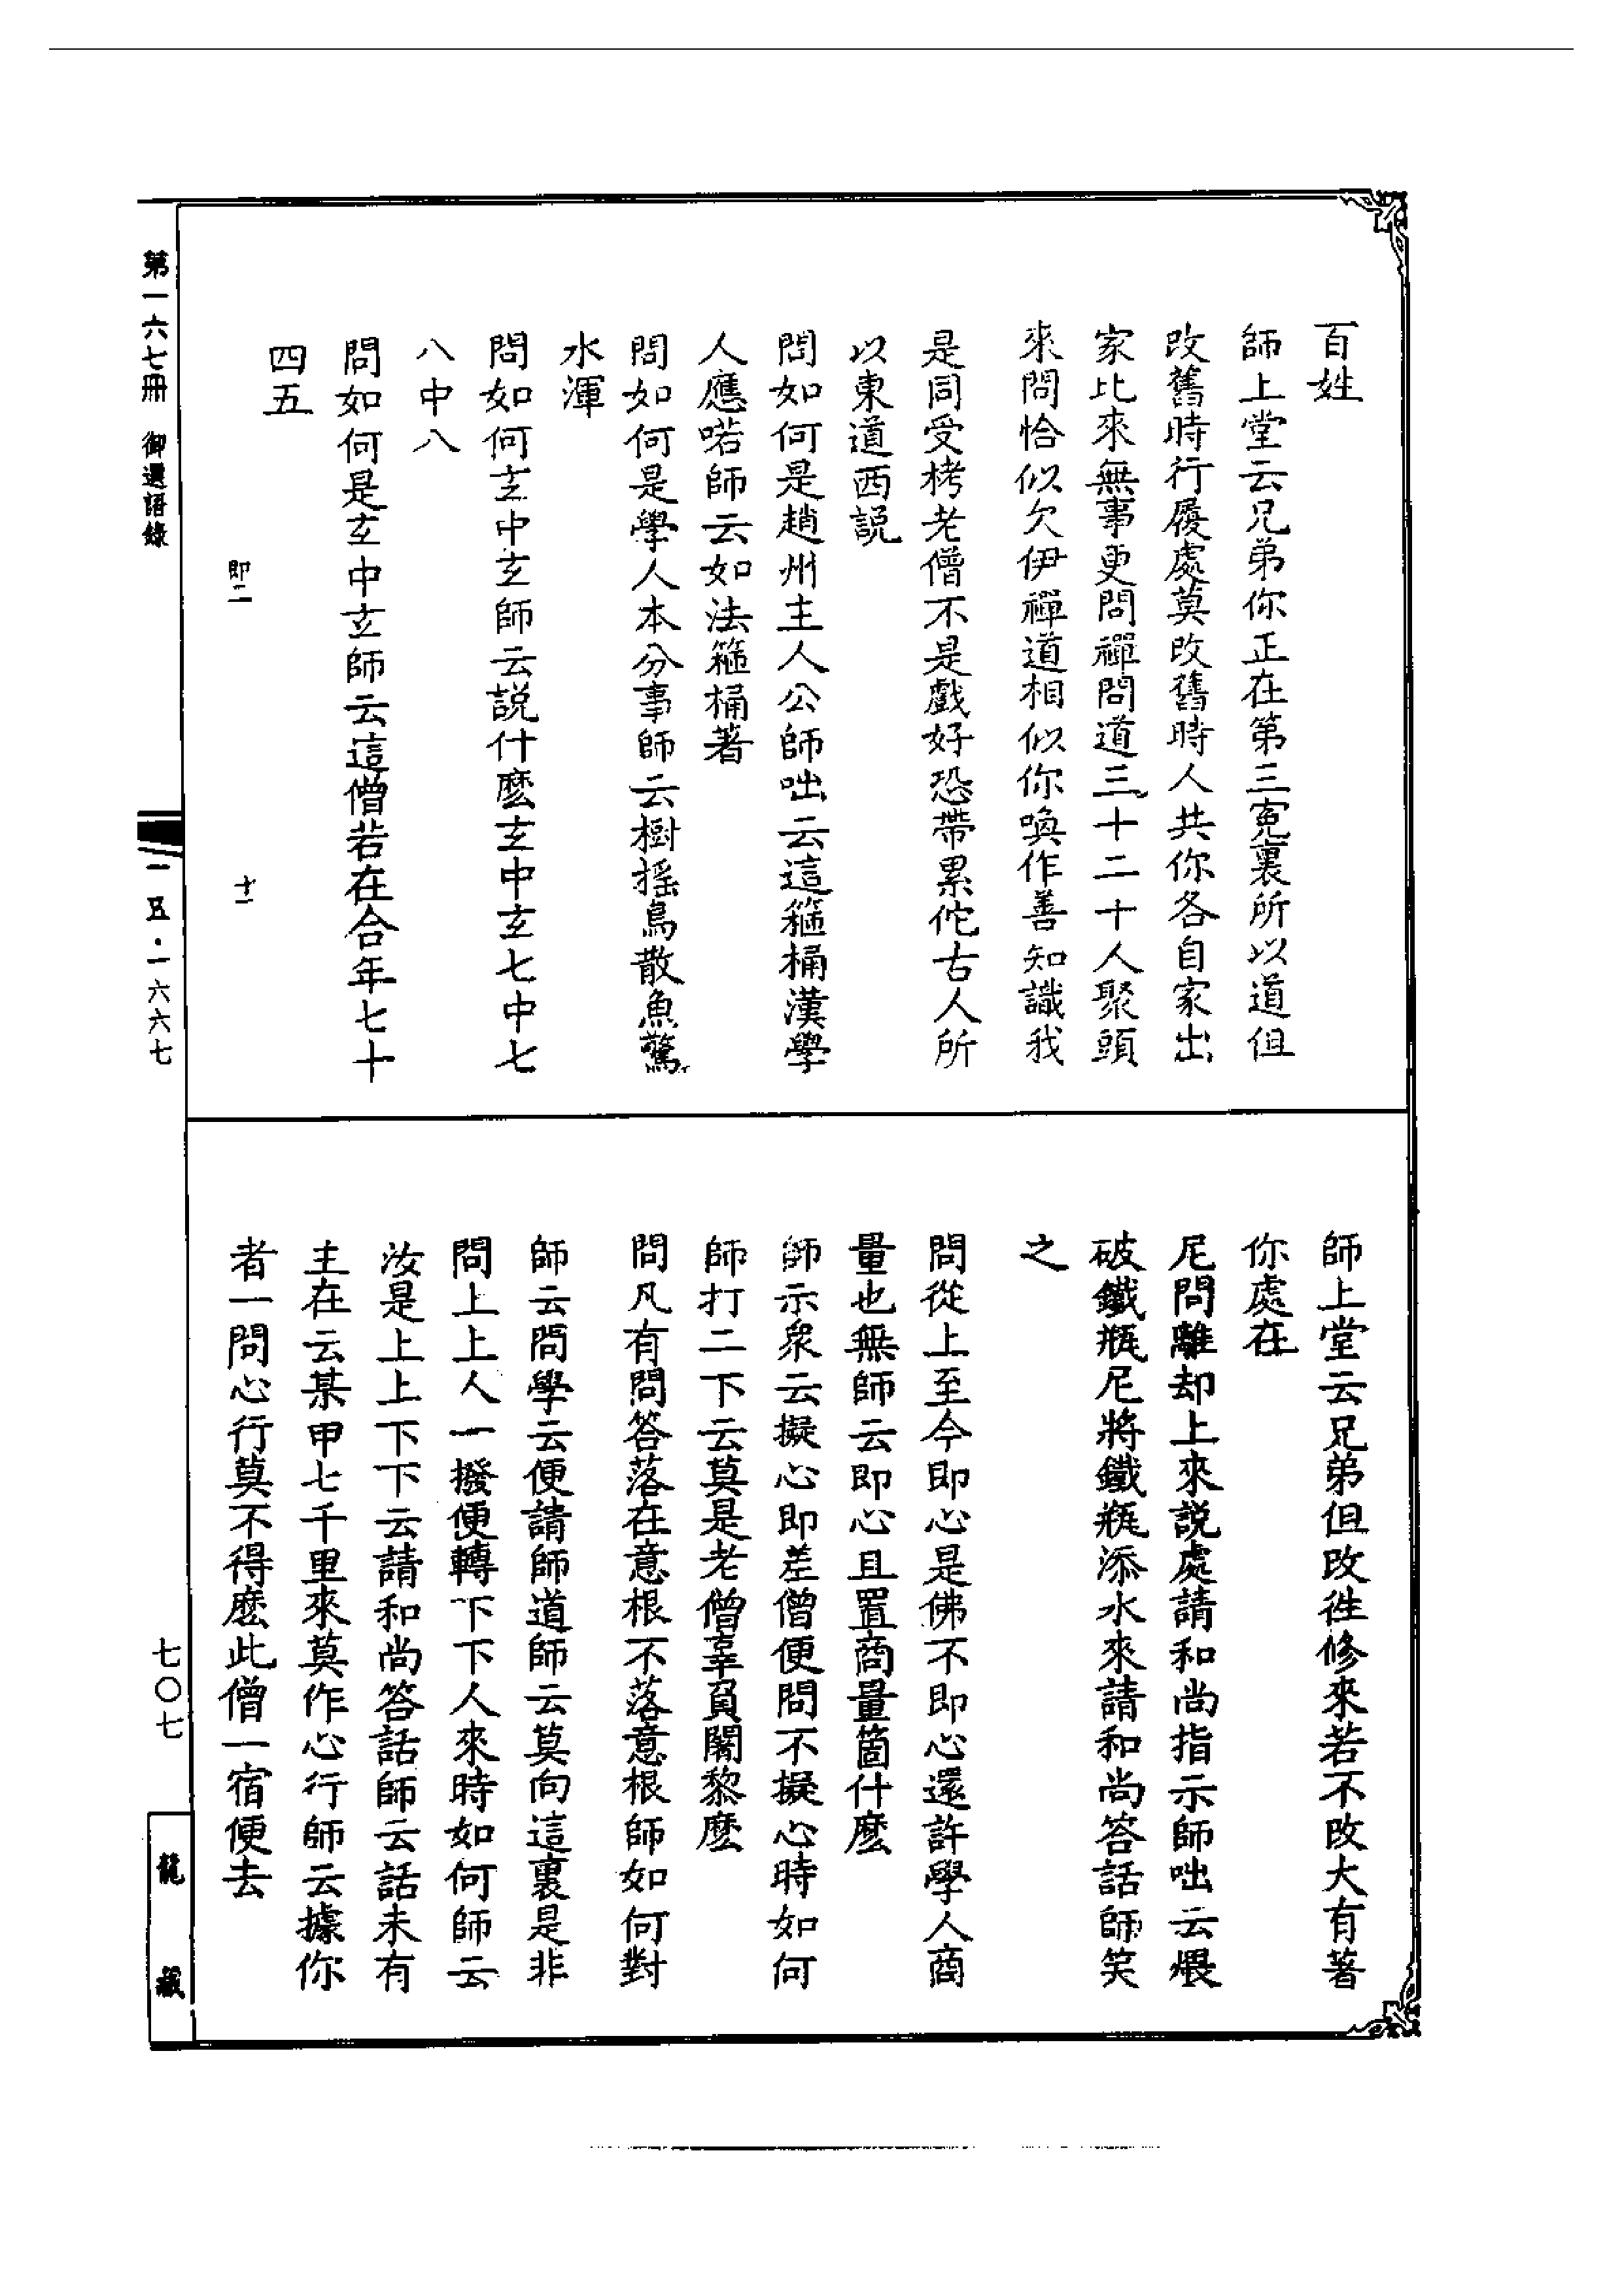 百姓
師上堂云兄弟你正在第三寃裏所以道但
改舊時行履處莫改舊時人共你各自家出
家比來無事更問禪問道三十二十人聚頭
來問恰似欠伊禪道相似你喚作善知識我
是同受栲老僧不是戲好恐帶累佗古人所
以東道西說
問如何是趙州主人公師咄云這箍桶漢學
人應喏師云如法箍桶著
問如何是學人本分事師云樹搖鳥散魚驚
水渾
問如何玄中玄師云說什麽玄中玄七中七
八中八
問如何是玄中玄師云這僧若在合年七十
四五
即二
十一
師上堂云兄弟但改徃修來若不改大有著
你處在
尼問離却上來說處請和尚指示師咄云煨
破鐵瓶尼將鐵瓶添水來請和尚答話師笑
之
問從上至今即心是佛不即心還許學人商
量也無師云即心且置商量箇什麽
師示衆云擬心即差僧便問不擬心時如何
師打二下云莫是老僧辜負闍黎麽
問凡有問答落在意根不落意根師如何對
師云問學云便請師道師云莫向這裏是非
問上上人一撥便轉下下人來時如何師云
汝是上上下下云請和尚答話師云話未有
主在云某甲七千里來莫作心行師云據你
者一問心行莫不得麽此僧一宿便去
第一六七冊 御選語錄
一五·一六六七
七〇七
龍藏